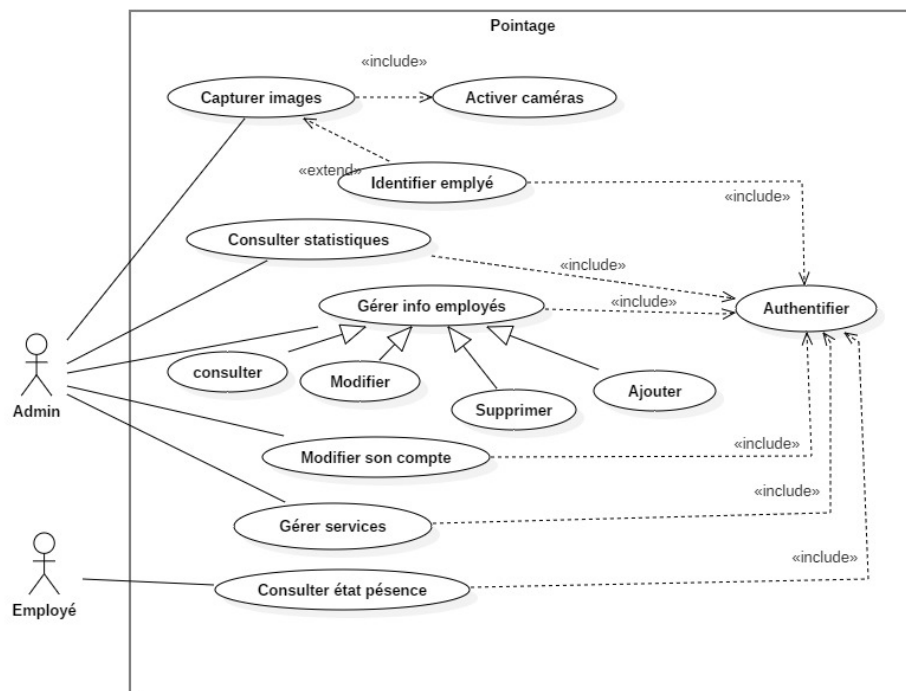 Pointage
«include»
Capturer images
Activer caméras
«extend»
Identifier emplyé
«include»
Consulter statistiques
«include»
Gérer info employés
«include»
Authentifier
consulter
Modifier
Supprimer
Ajouter
Admin
Modifier son compte
«include»
Gérer services
«include»
Employé
Consulter état pésence
«include»